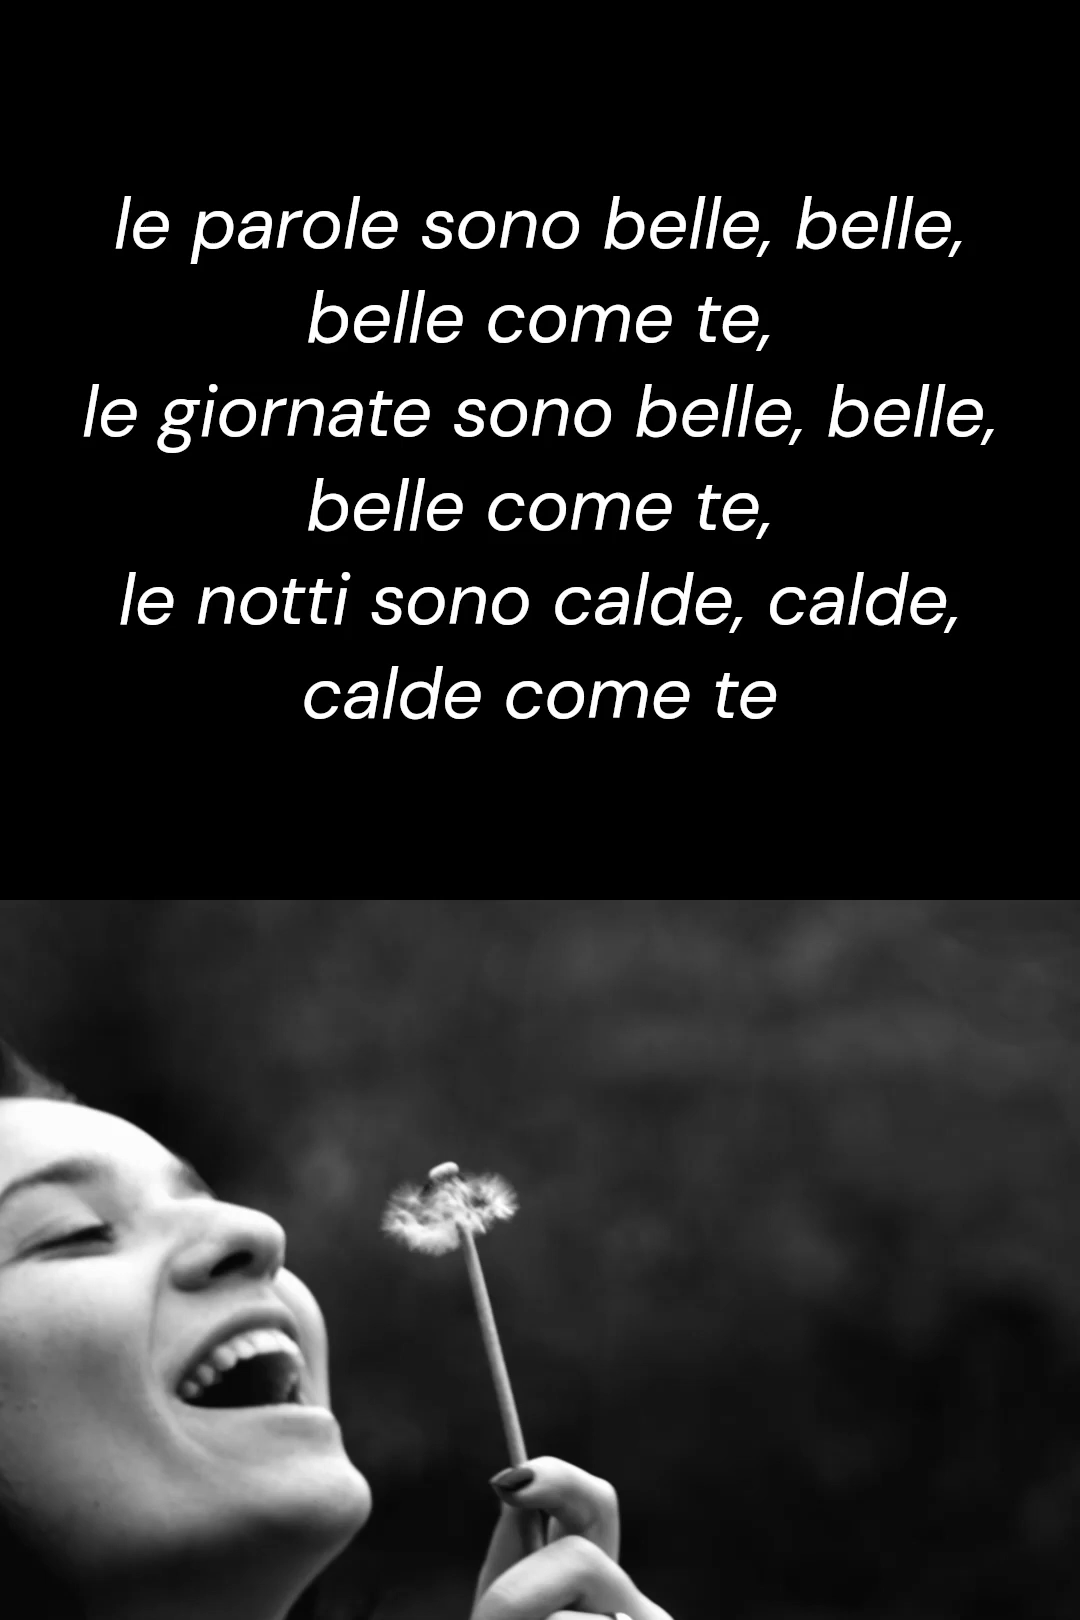 le parole sono belle, belle,
belle come te,
le giornate sono belle, belle,
belle come te,
le notti sono calde, calde,
calde come te